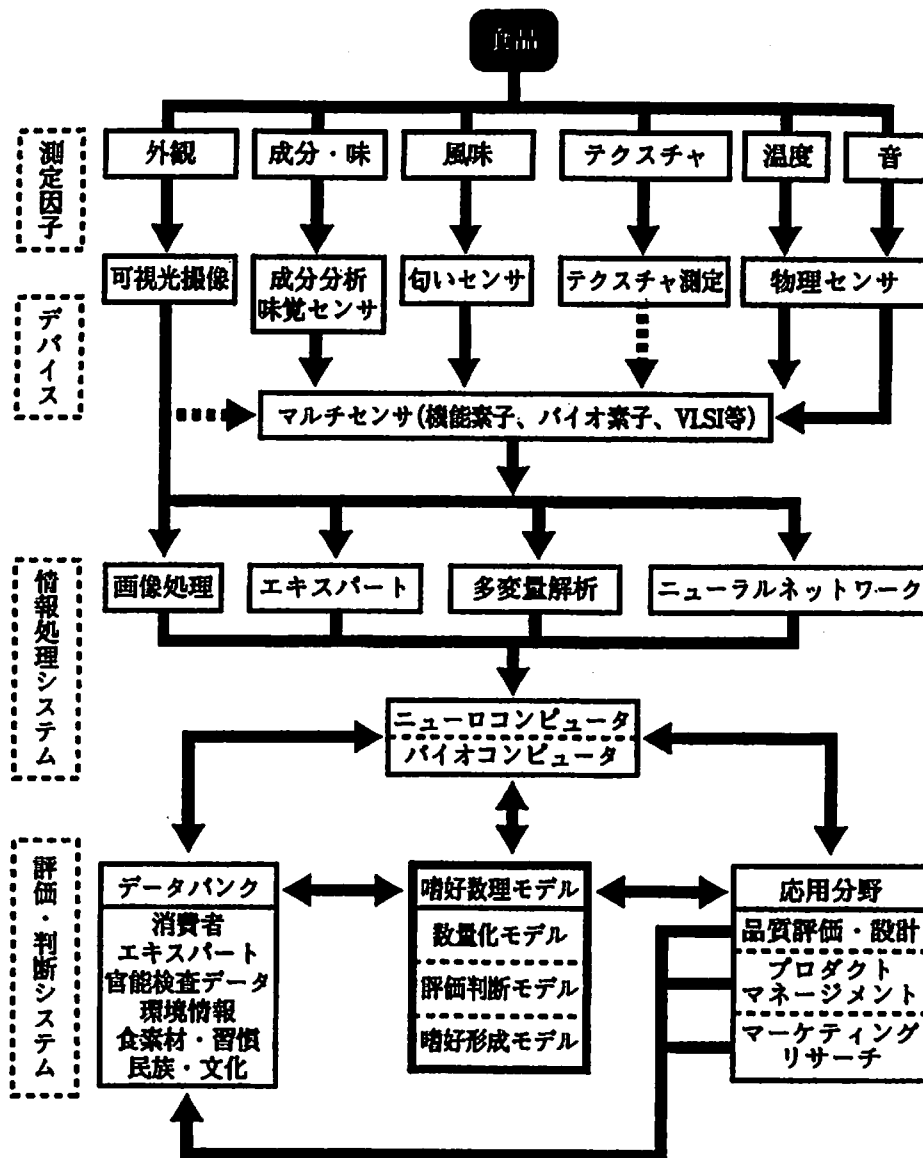 食品
測定因子
外観
成分・味
風味
テクスチャ
温度
音
デバイス
可視光撮像
成分分析
味覚センサ
匂いセンサ
テクスチャ測定
物理センサ
マルチセンサ(機能素子、バイオ素子、VLSI等)
情報処理システム
画像処理
エキスパート
多変量解析
ニューラルネットワーク
ニューロコンピュータ
バイオコンピュータ
評価・判断システム
データバンク
消費者
エキスパート
官能検査データ
環境情報
食素材・習慣
民族・文化
嗜好数理モデル
数量化モデル
評価判断モデル
嗜好形成モデル
応用分野
品質評価・設計
プロダクト
マネージメント
マーケティング
リサーチ